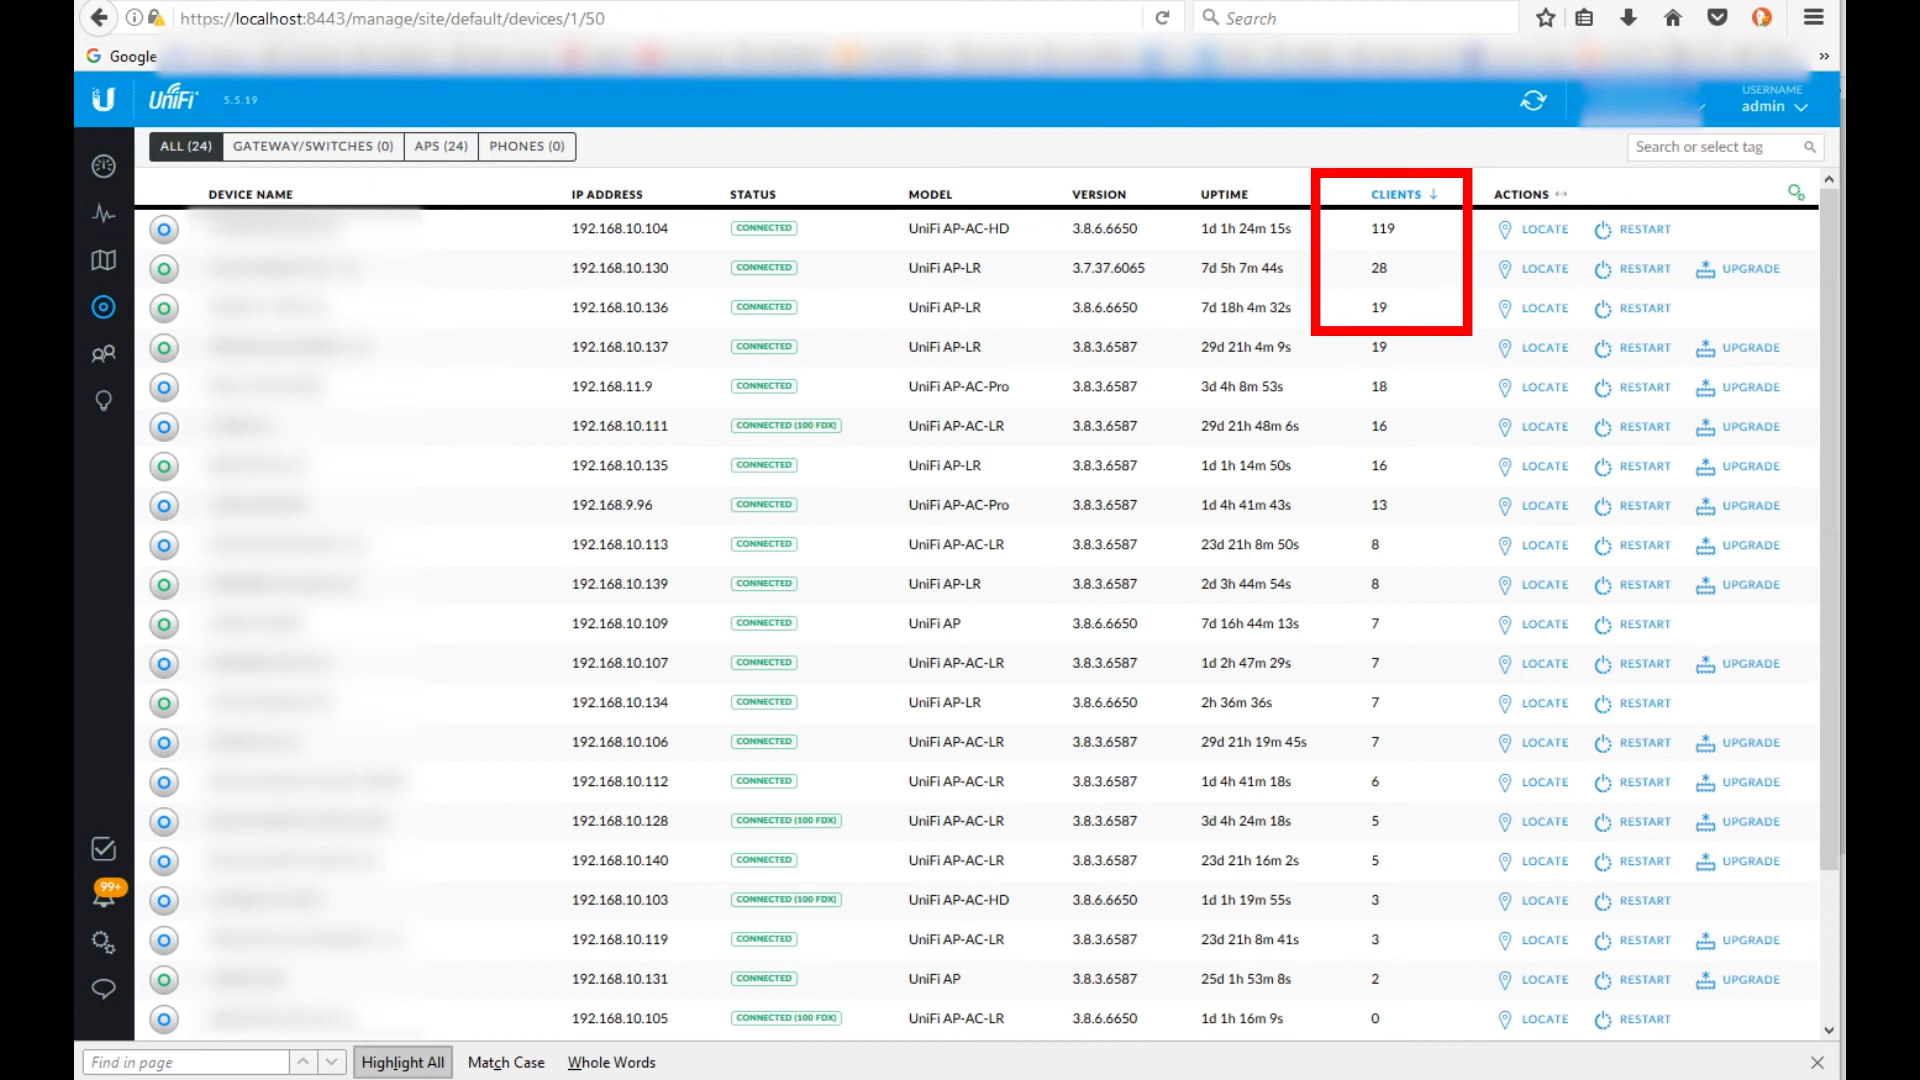 https://localhost:8443/manage/site/default/devices/1/50 Search
Google »
UniFi 5.5.19 USERNAME
admin
ALL (24) GATEWAY/SWITCHES (0) APS (24) PHONES (0) Search or select tag
DEVICE NAME IP ADDRESS STATUS MODEL VERSION UPTIME CLIENTS ↓ ACTIONS ↔
192.168.10.104 CONNECTED UniFi AP-AC-HD 3.8.6.6650 1d 1h 24m 15s 119 LOCATE RESTART
192.168.10.130 CONNECTED UniFi AP-LR 3.7.37.6065 7d 5h 7m 44s 28 LOCATE RESTART UPGRADE
192.168.10.136 CONNECTED UniFi AP-LR 3.8.6.6650 7d 18h 4m 32s 19 LOCATE RESTART
192.168.10.137 CONNECTED UniFi AP-LR 3.8.3.6587 29d 21h 4m 9s 19 LOCATE RESTART UPGRADE
192.168.11.9 CONNECTED UniFi AP-AC-Pro 3.8.3.6587 3d 4h 8m 53s 18 LOCATE RESTART UPGRADE
192.168.10.111 CONNECTED (100 FDX) UniFi AP-AC-LR 3.8.3.6587 29d 21h 48m 6s 16 LOCATE RESTART UPGRADE
192.168.10.135 CONNECTED UniFi AP-LR 3.8.3.6587 1d 1h 14m 50s 16 LOCATE RESTART UPGRADE
192.168.9.96 CONNECTED UniFi AP-AC-Pro 3.8.3.6587 1d 4h 41m 43s 13 LOCATE RESTART UPGRADE
192.168.10.113 CONNECTED UniFi AP-AC-LR 3.8.3.6587 23d 21h 8m 50s 8 LOCATE RESTART UPGRADE
192.168.10.139 CONNECTED UniFi AP-LR 3.8.3.6587 2d 3h 44m 54s 8 LOCATE RESTART UPGRADE
192.168.10.109 CONNECTED UniFi AP 3.8.6.6650 7d 16h 44m 13s 7 LOCATE RESTART
192.168.10.107 CONNECTED UniFi AP-AC-LR 3.8.3.6587 1d 2h 47m 29s 7 LOCATE RESTART UPGRADE
192.168.10.134 CONNECTED UniFi AP-LR 3.8.6.6650 2h 36m 36s 7 LOCATE RESTART
192.168.10.106 CONNECTED UniFi AP-AC-LR 3.8.3.6587 29d 21h 19m 45s 7 LOCATE RESTART UPGRADE
192.168.10.112 CONNECTED UniFi AP-AC-LR 3.8.3.6587 1d 4h 41m 18s 6 LOCATE RESTART UPGRADE
192.168.10.128 CONNECTED (100 FDX) UniFi AP-AC-LR 3.8.3.6587 3d 4h 24m 18s 5 LOCATE RESTART UPGRADE
192.168.10.140 CONNECTED UniFi AP-AC-LR 3.8.3.6587 23d 21h 16m 2s 5 LOCATE RESTART UPGRADE
192.168.10.103 CONNECTED (100 FDX) UniFi AP-AC-HD 3.8.6.6650 1d 1h 19m 55s 3 LOCATE RESTART
192.168.10.119 CONNECTED UniFi AP-AC-LR 3.8.3.6587 23d 21h 8m 41s 3 LOCATE RESTART UPGRADE
192.168.10.131 CONNECTED UniFi AP 3.8.3.6587 25d 1h 53m 8s 2 LOCATE RESTART UPGRADE
192.168.10.105 CONNECTED (100 FDX) UniFi AP-AC-LR 3.8.6.6650 1d 1h 16m 9s 0 LOCATE RESTART
99+
Find in page Highlight All Match Case Whole Words